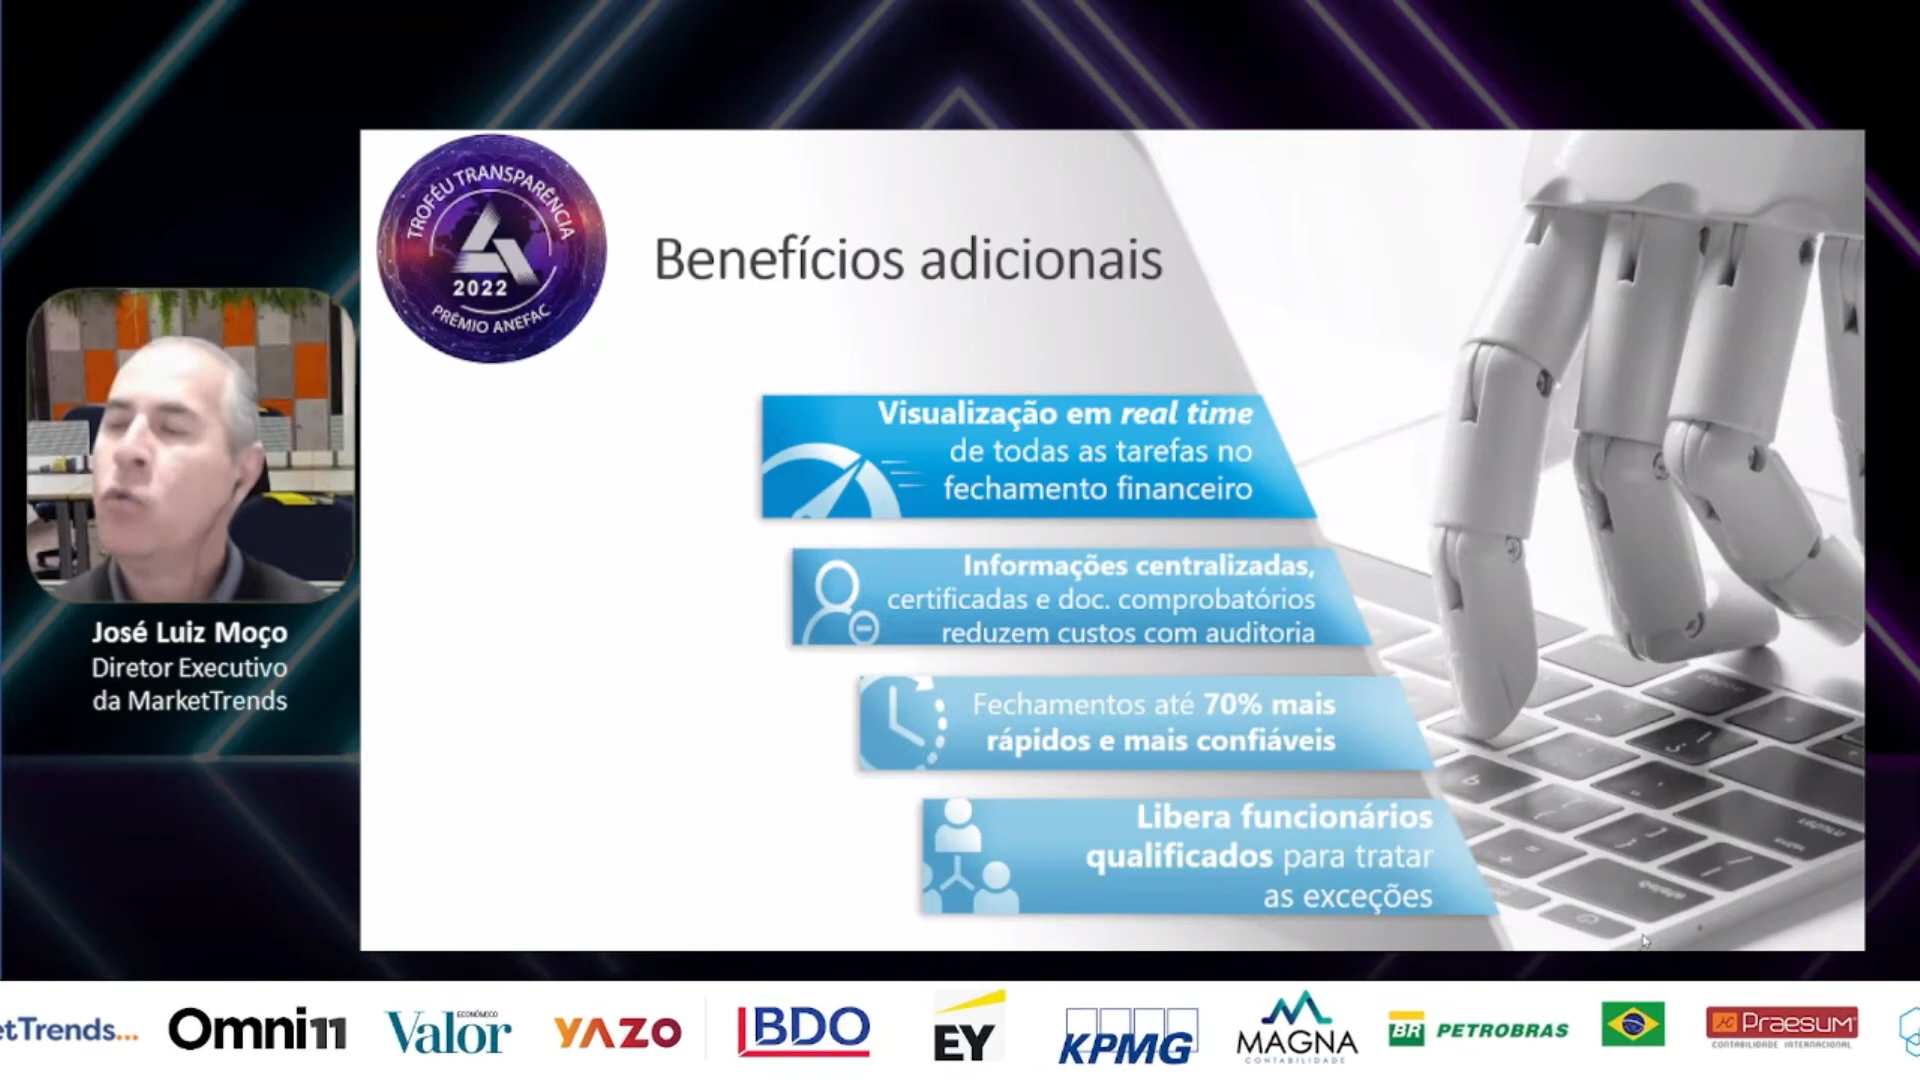 TROFÉU TRANSPARÊNCIA
2022
PRÊMIO ANEFAC
Benefícios adicionais
Visualização em real time
de todas as tarefas no
fechamento financeiro
Informações centralizadas,
certificadas e doc. comprobatórios
reduzem custos com auditoria
Fechamentos até 70% mais
rápidos e mais confiáveis
Libera funcionários
qualificados para tratar
as exceções
José Luiz Moço
Diretor Executivo
da MarketTrends
etTrends...
Omni11
Valor
ECONÔMICO
YAZO
BDO
EY
KPMG
MAGNA
CONTABILIDADE
BR PETROBRAS
Praesum
CONTABILIDADE INTERNACIONAL